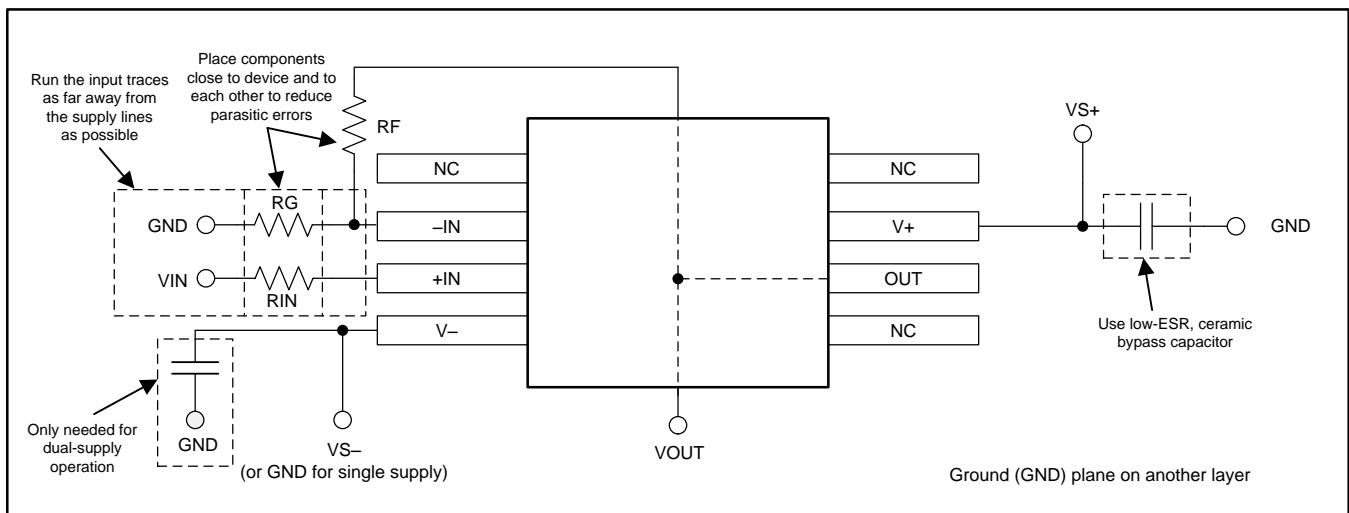 Run the input traces
as far away from
the supply lines
as possible
Place components
close to device and to
each other to reduce
parasitic errors
RF
VS+
NC
NC
RG
GND
–IN
V+
GND
VIN
RIN
+IN
OUT
V–
NC
Use low-ESR, ceramic
bypass capacitor
Only needed for
dual-supply
operation
GND
VS–
(or GND for single supply)
VOUT
Ground (GND) plane on another layer